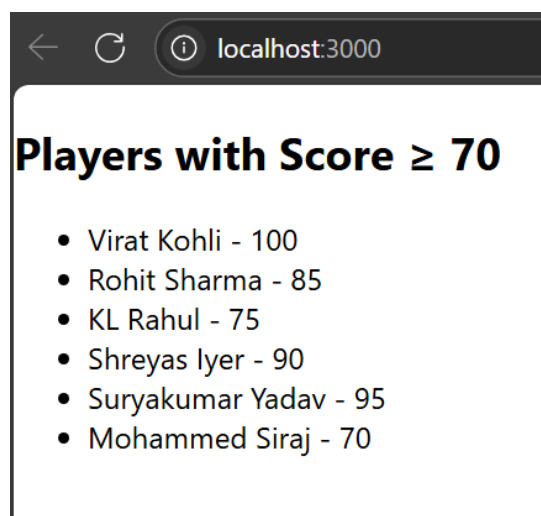 localhost:3000
Players with Score ≥ 70
Virat Kohli - 100
Rohit Sharma - 85
KL Rahul - 75
Shreyas Iyer - 90
Suryakumar Yadav - 95
Mohammed Siraj - 70